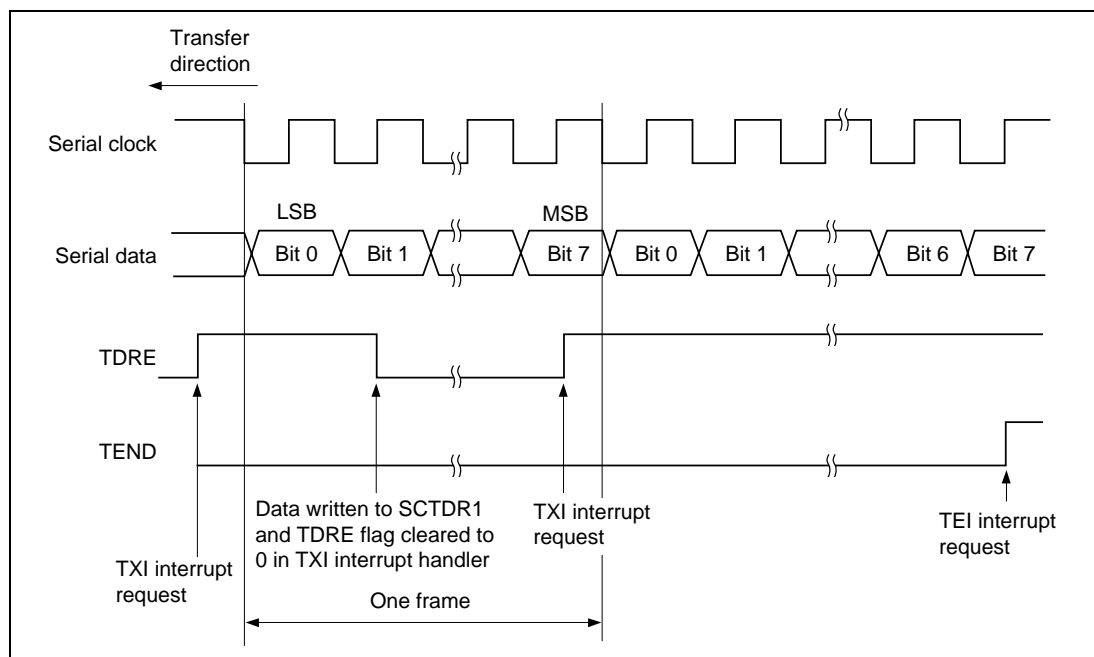 Transfer
direction
Serial clock
LSB
MSB
Serial data
Bit 0
Bit 1
Bit 7
Bit 0
Bit 1
Bit 6
Bit 7
TDRE
TEND
Data written to SCTDR1
and TDRE flag cleared to
0 in TXI interrupt handler
TXI interrupt
request
TEI interrupt
request
TXI interrupt
request
One frame